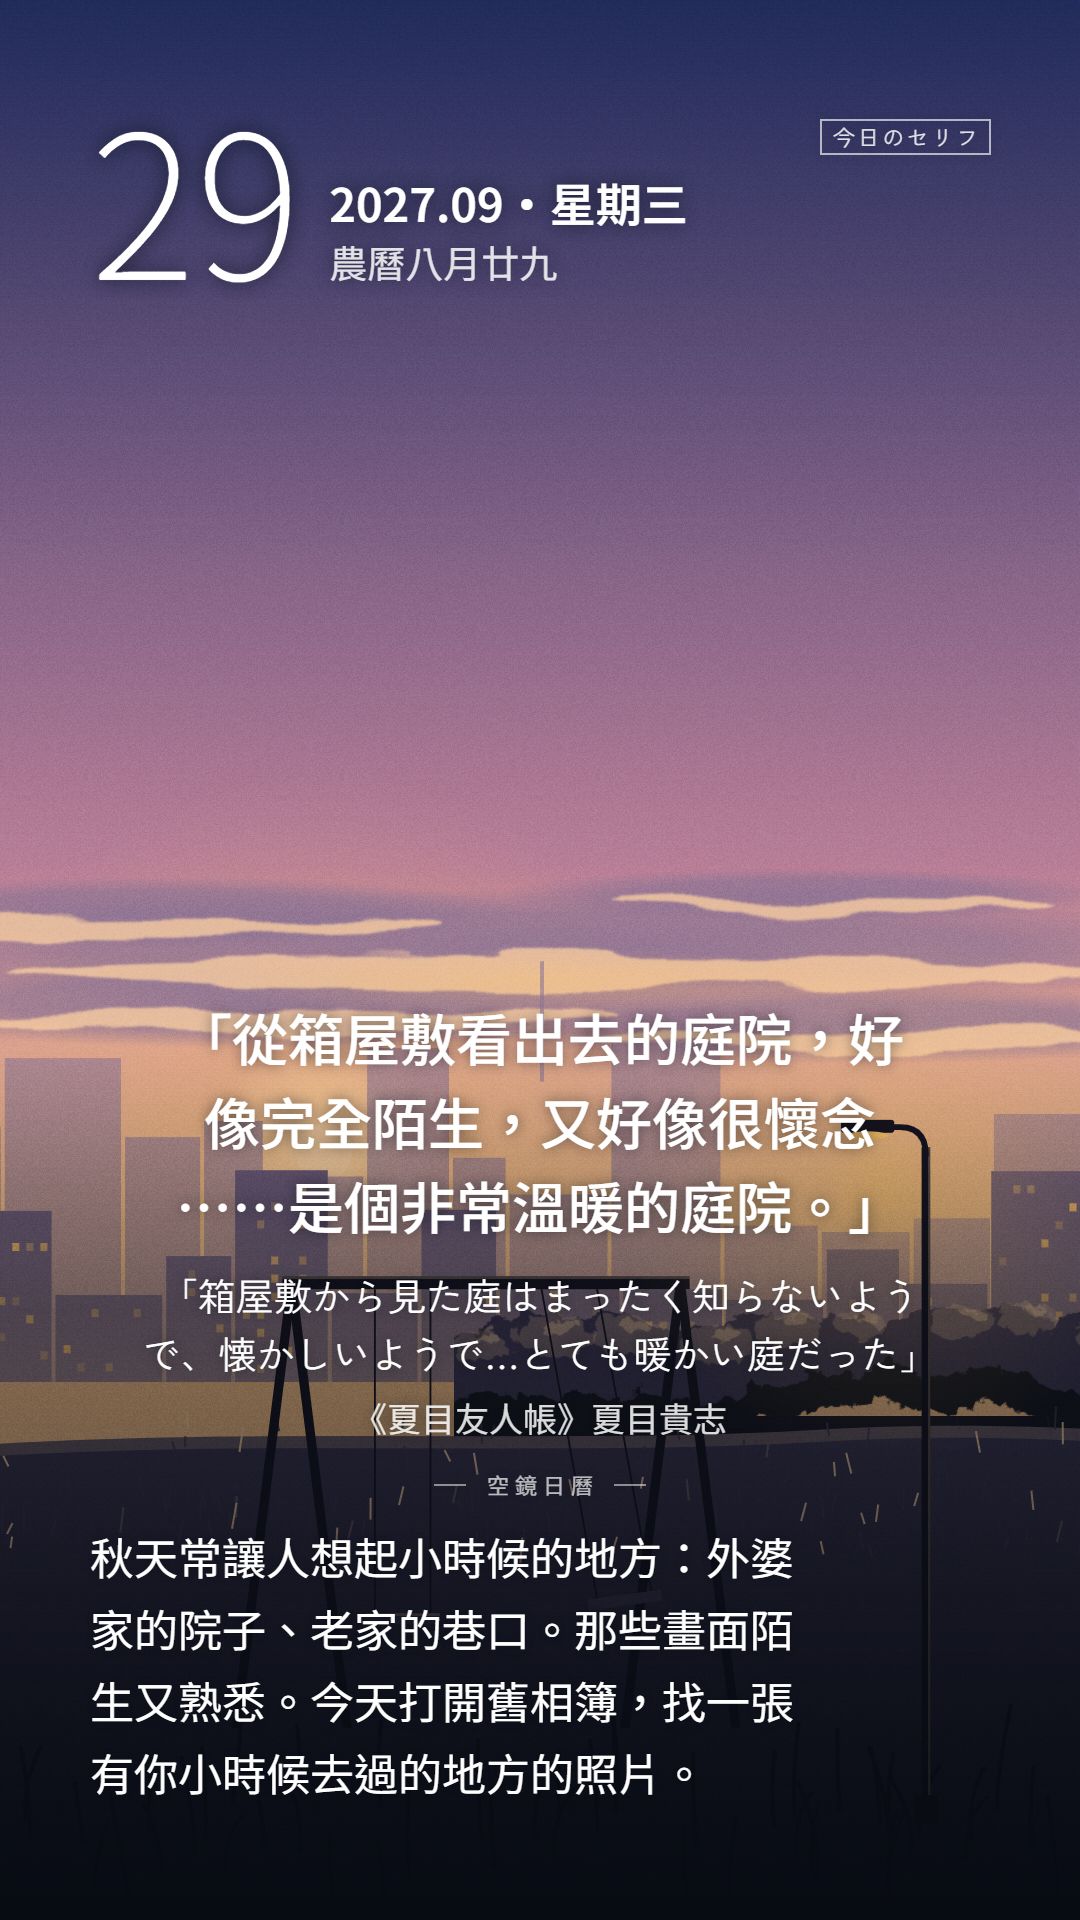 29
今日のセリフ
2027.09・星期三
農曆八月廿九
「從箱屋敷看出去的庭院，好
像完全陌生，又好像很懷念
⋯⋯是個非常溫暖的庭院。」
「箱屋敷から見た庭はまったく知らないよう
で、懐かしいようで...とても暖かい庭だった」
《夏目友人帳》夏目貴志
空鏡日曆
秋天常讓人想起小時候的地方：外婆
家的院子、老家的巷口。那些畫面陌
生又熟悉。今天打開舊相簿，找一張
有你小時候去過的地方的照片。